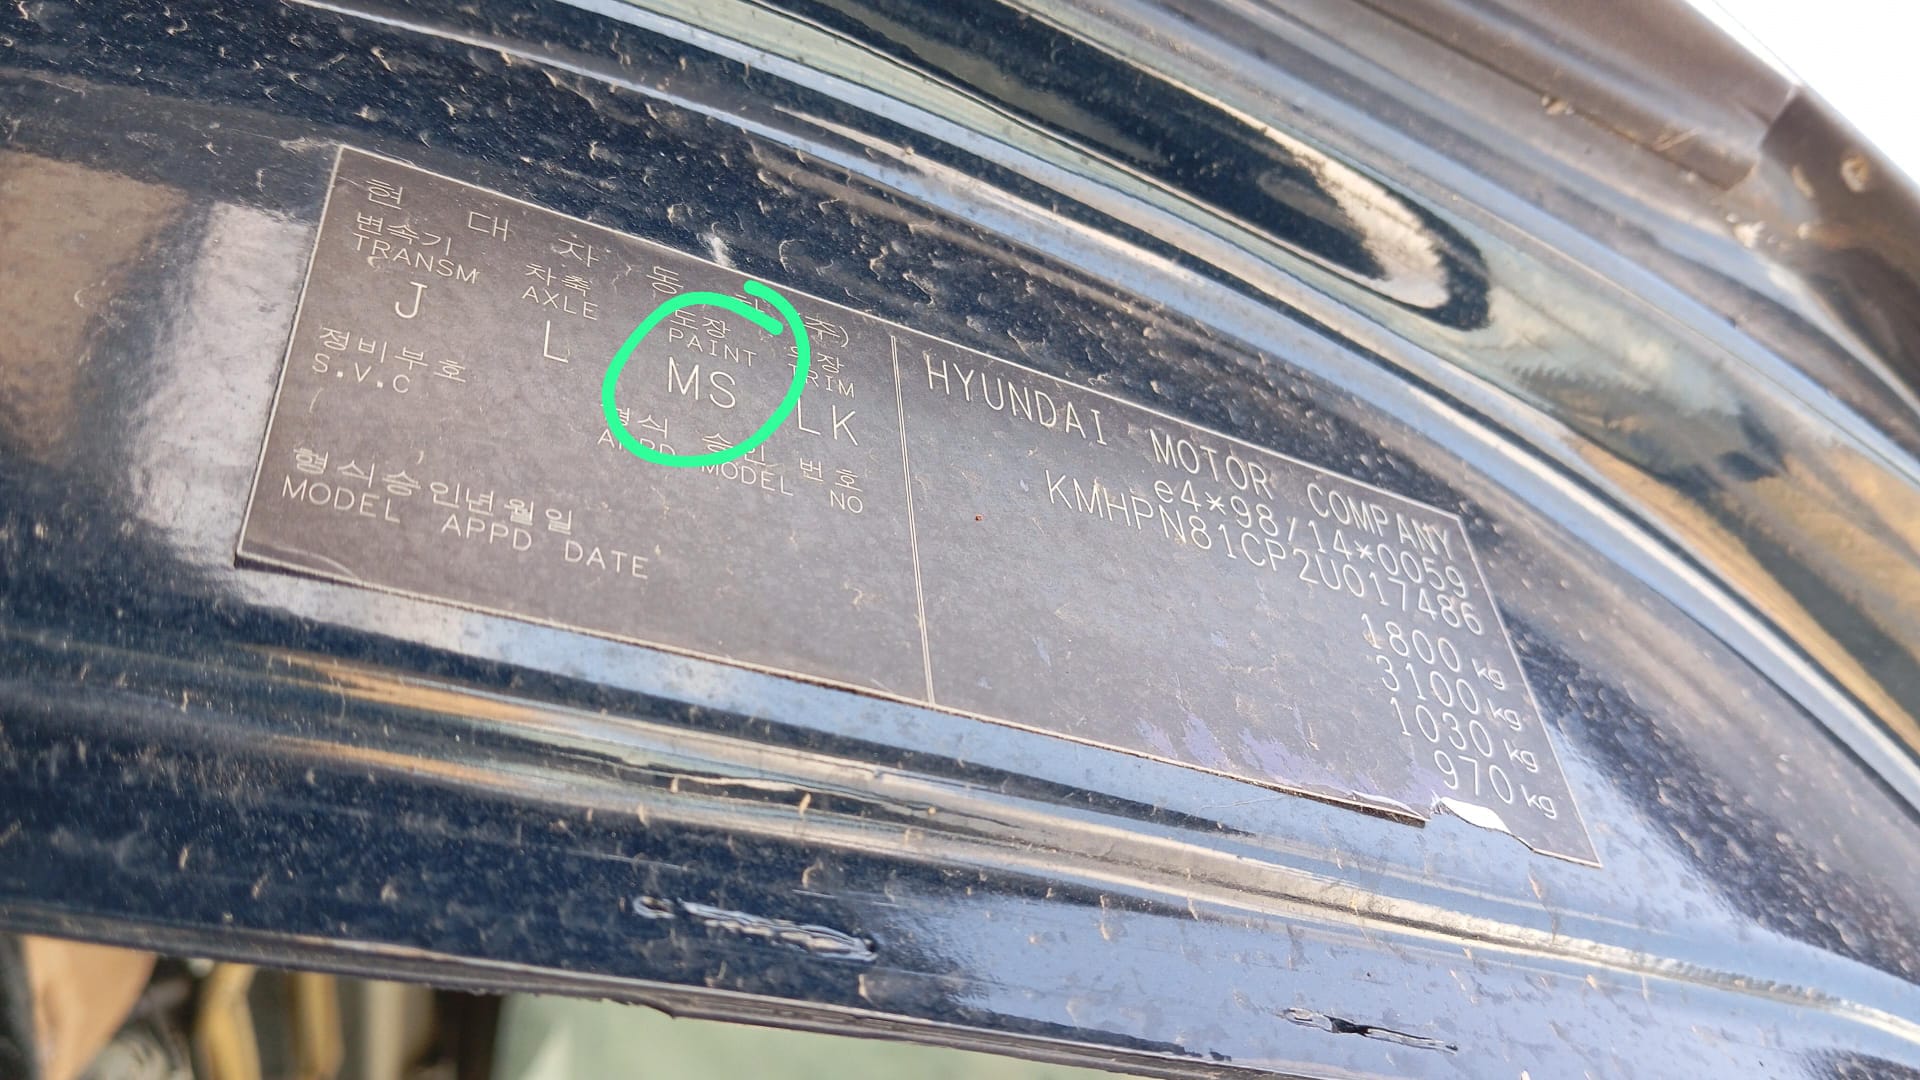 현대자동차(주)
변속기 차축 도장 의장
TRANSM AXLE PAINT TRIM
J L MS LK
정비부호 형식 승인 번호
S.V.C APPD MODEL NO
형식승인년월일
MODEL APPD DATE
HYUNDAI MOTOR COMPANY
e4*98/14*0059
KMHPN81CP2U017486
1800 kg
3100 kg
1030 kg
970 kg